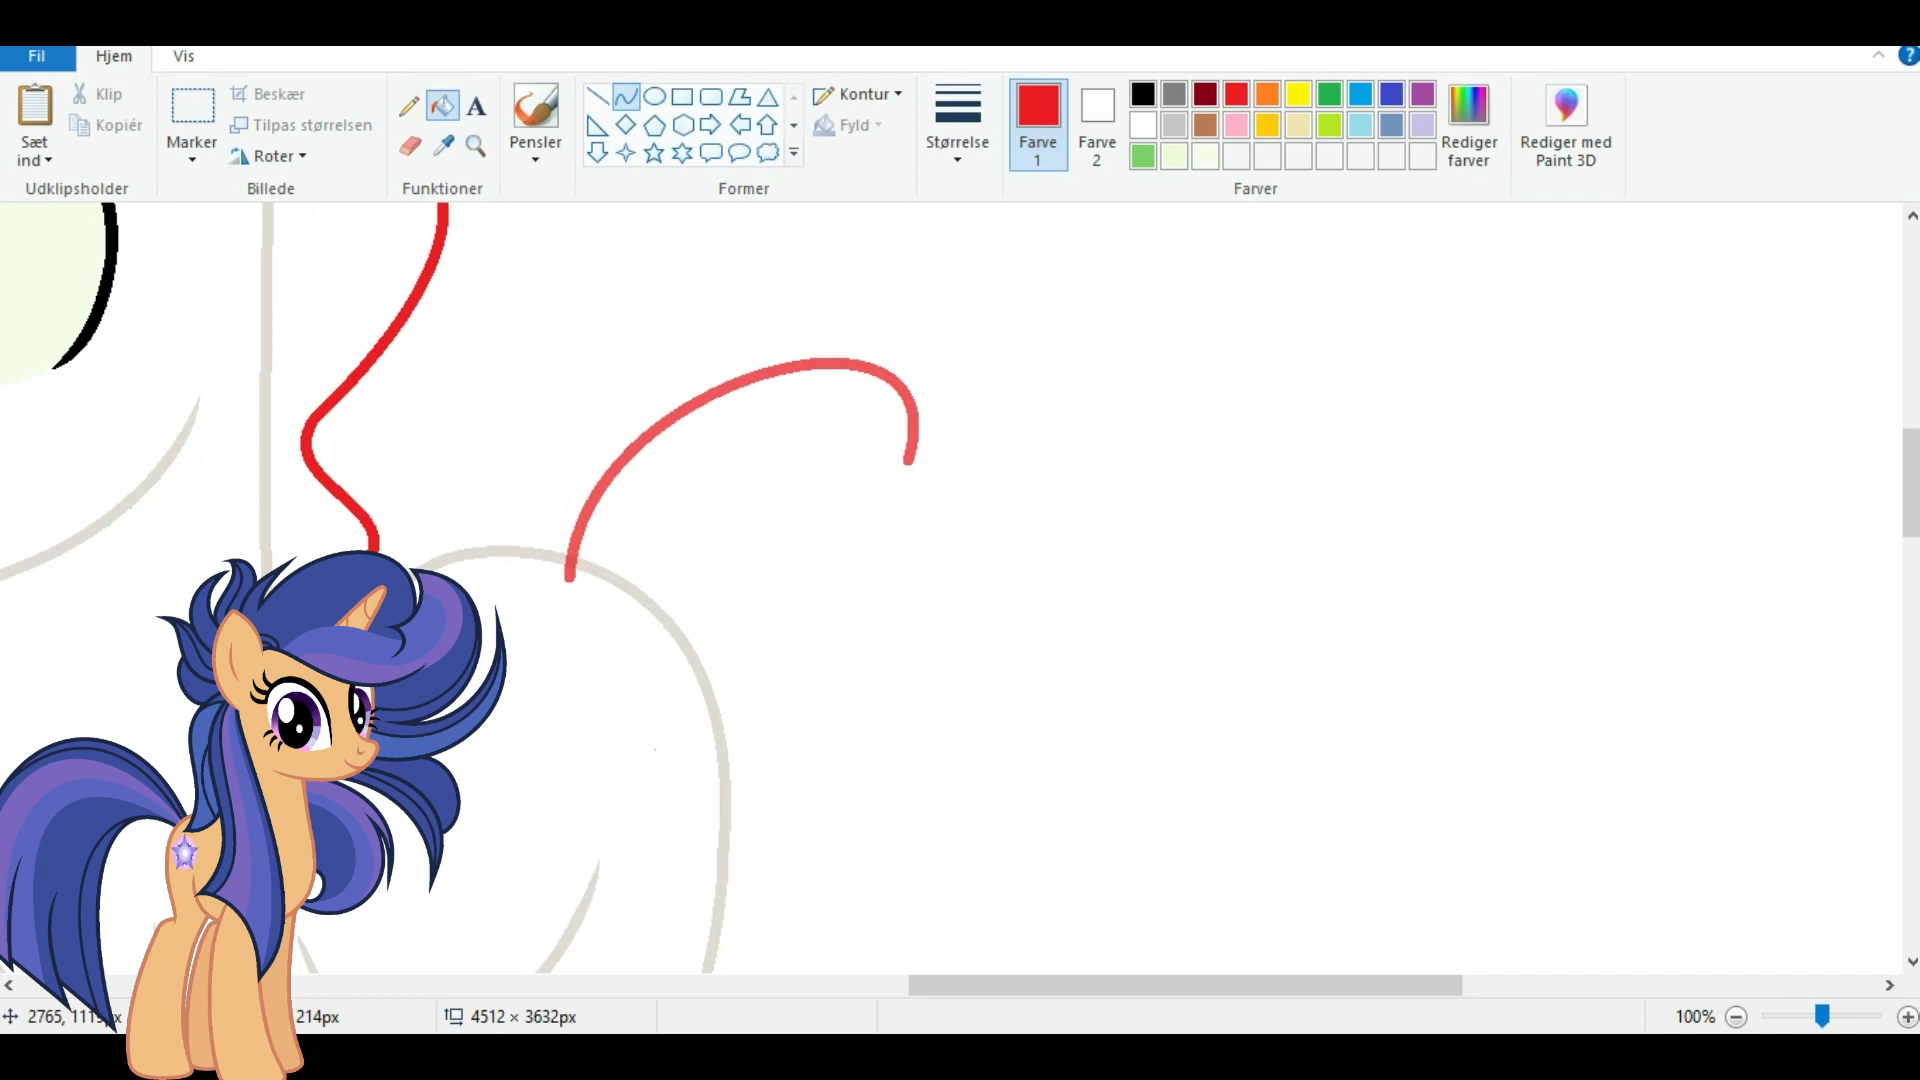 Fil Hjem Vis
Klip
Kopiér
Sæt
ind
Udklipsholder
Marker
Beskær
Tilpas størrelsen
Roter
Billede
A
Funktioner
Pensler
Former
Kontur
Fyld
Størrelse
Farve
1
Farve
2
Farver
Rediger
farver
Rediger med
Paint 3D
?
214px
4512 × 3632px
100%